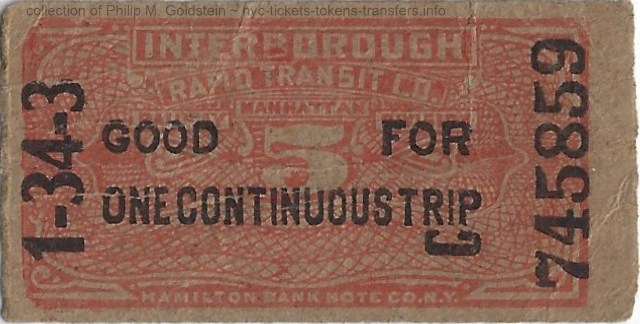 collection of Philip M. Goldstein ~ nyc-tickets-tokens-transfers.info
INTERBOROUGH
RAPID TRANSIT CO.
MANHATTAN
5
GOOD FOR
ONE CONTINUOUS TRIP
C
1-34-3
745859
HAMILTON BANK NOTE CO. N.Y.